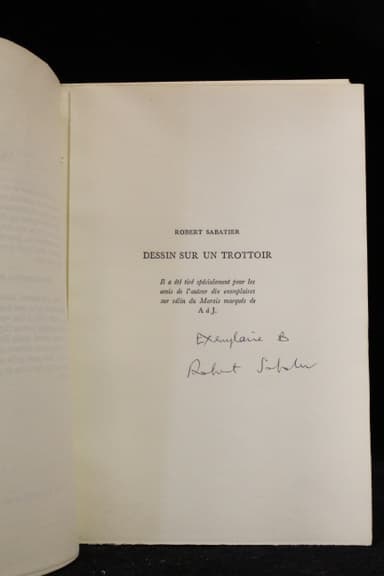 ROBERT SABATIER
DESSIN SUR UN TROTTOIR
Il a été tiré spécialement pour les
amis de l'auteur dix exemplaires
sur vélin du Marais marqués de
A à J.
Exemplaire B
Robert Sabatier